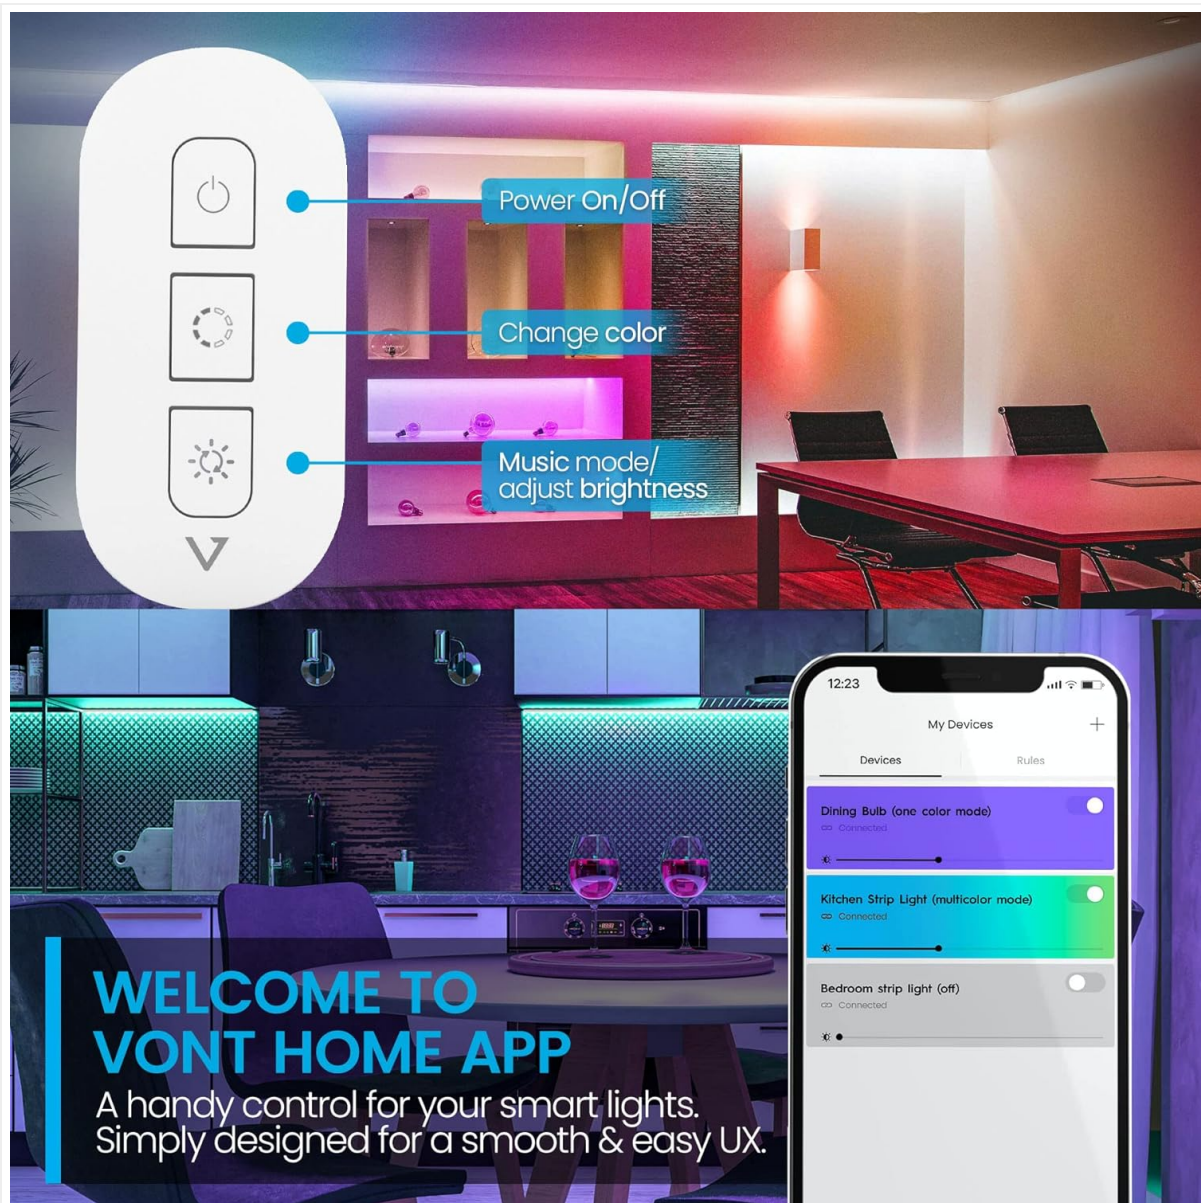 Power On/Off
Change color
Music mode/
adjust brightness
V
12:23
My Devices
+
Devices
Rules
Dining Bulb (one color mode)
Connected
Kitchen Strip Light (multicolor mode)
Connected
Bedroom strip light (off)
Connected
WELCOME TO
VONT HOME APP
A handy control for your smart lights.
Simply designed for a smooth & easy UX.